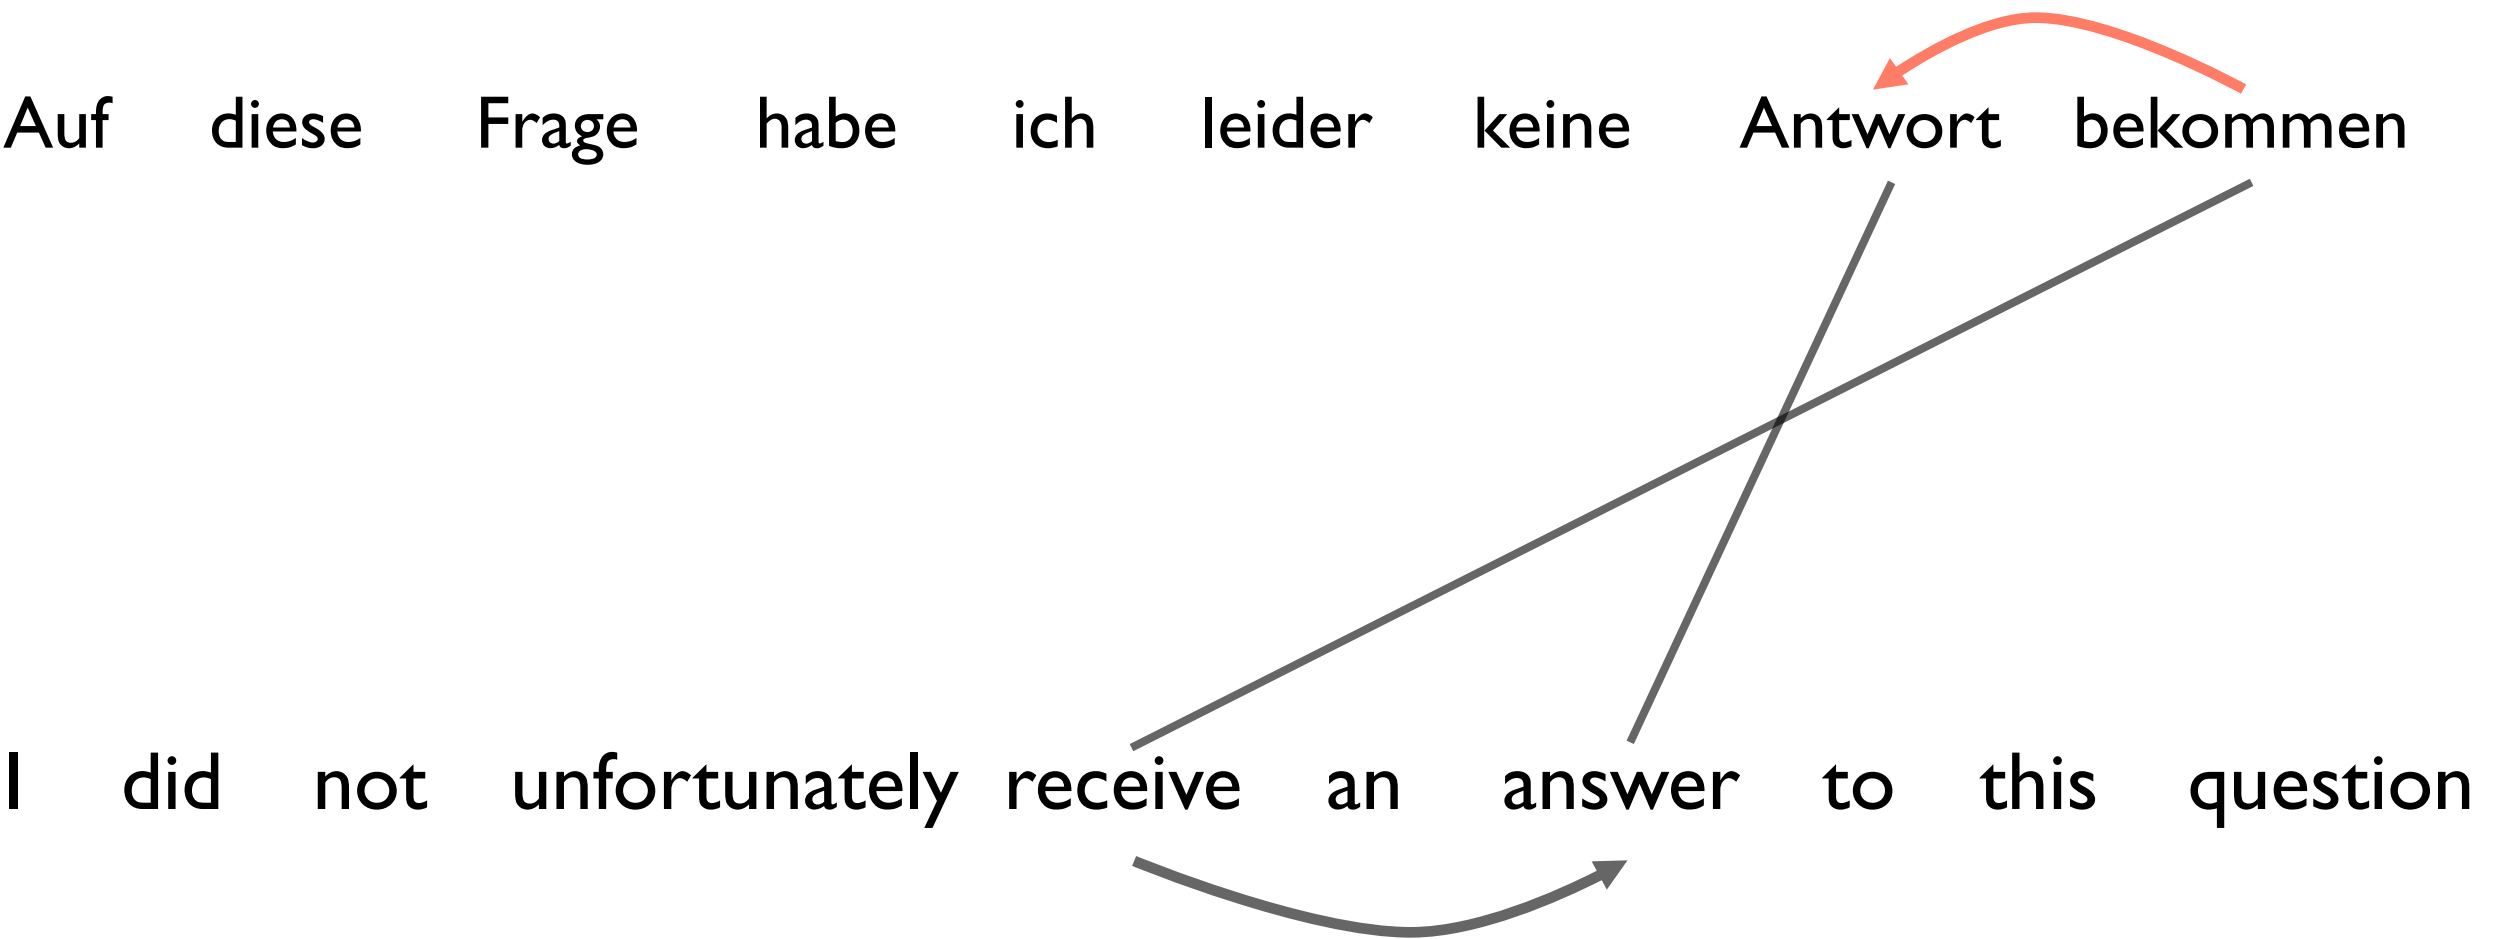 Auf diese Frage habe ich leider keine Antwort bekommen
I did not unfortunately receive an answer to this question